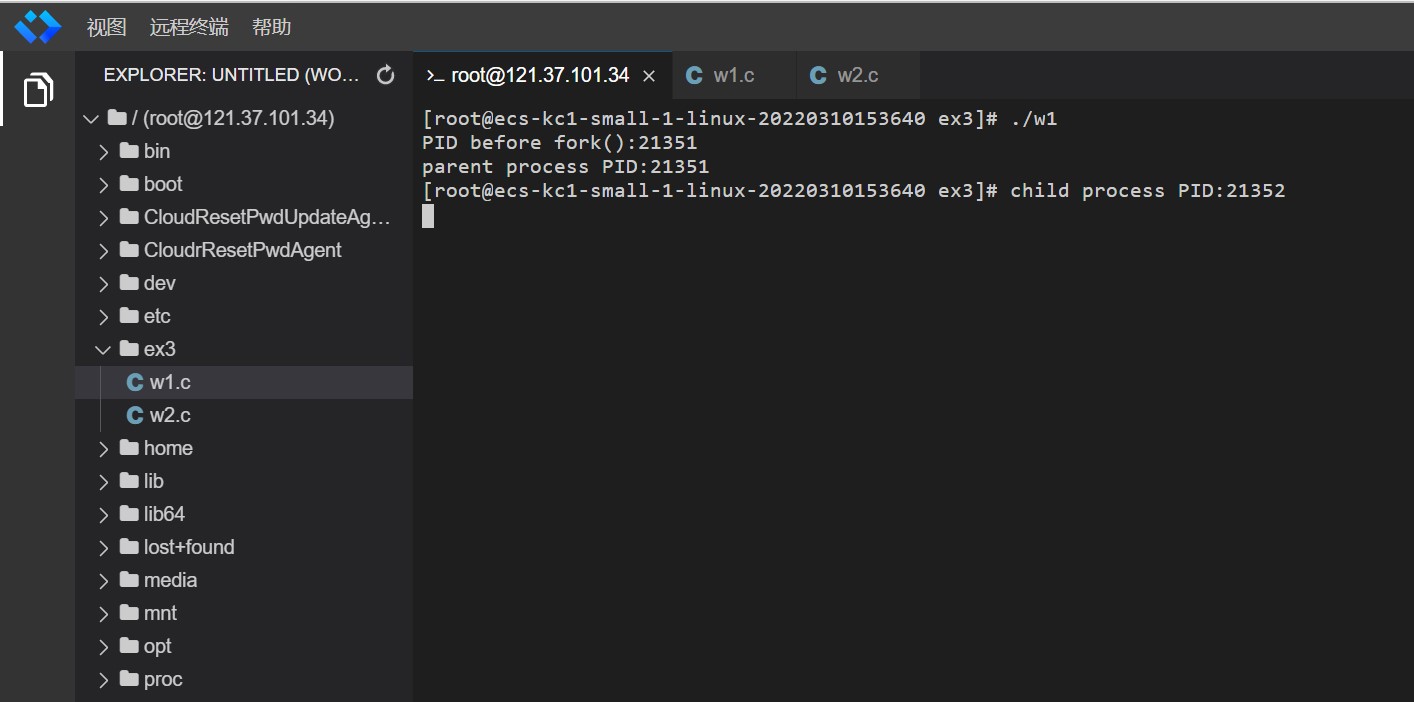 视图 远程终端 帮助
EXPLORER: UNTITLED (WO...
/ (root@121.37.101.34)
bin
boot
CloudResetPwdUpdateAg...
CloudrResetPwdAgent
dev
etc
ex3
C w1.c
C w2.c
home
lib
lib64
lost+found
media
mnt
opt
proc
>_ root@121.37.101.34 × C w1.c C w2.c
[root@ecs-kc1-small-1-linux-20220310153640 ex3]# ./w1
PID before fork():21351
parent process PID:21351
[root@ecs-kc1-small-1-linux-20220310153640 ex3]# child process PID:21352